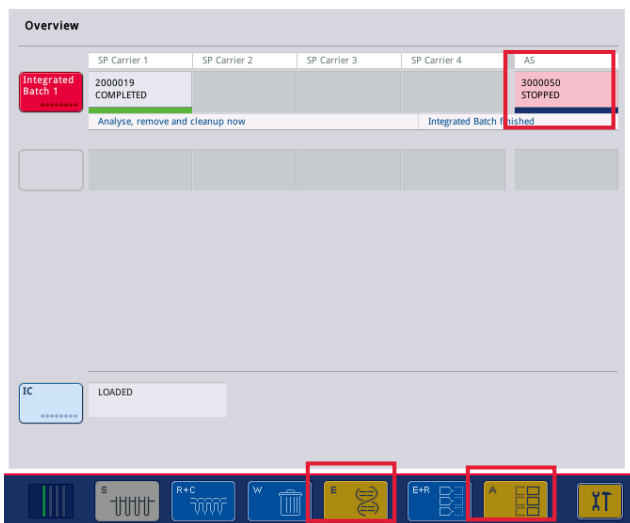 Overview
SP Carrier 1 SP Carrier 2 SP Carrier 3 SP Carrier 4 AS
Integrated
Batch 1
2000019
COMPLETED
3000050
STOPPED
Analyse, remove and cleanup now Integrated Batch finished
IC
LOADED
S R+C W E E+R A